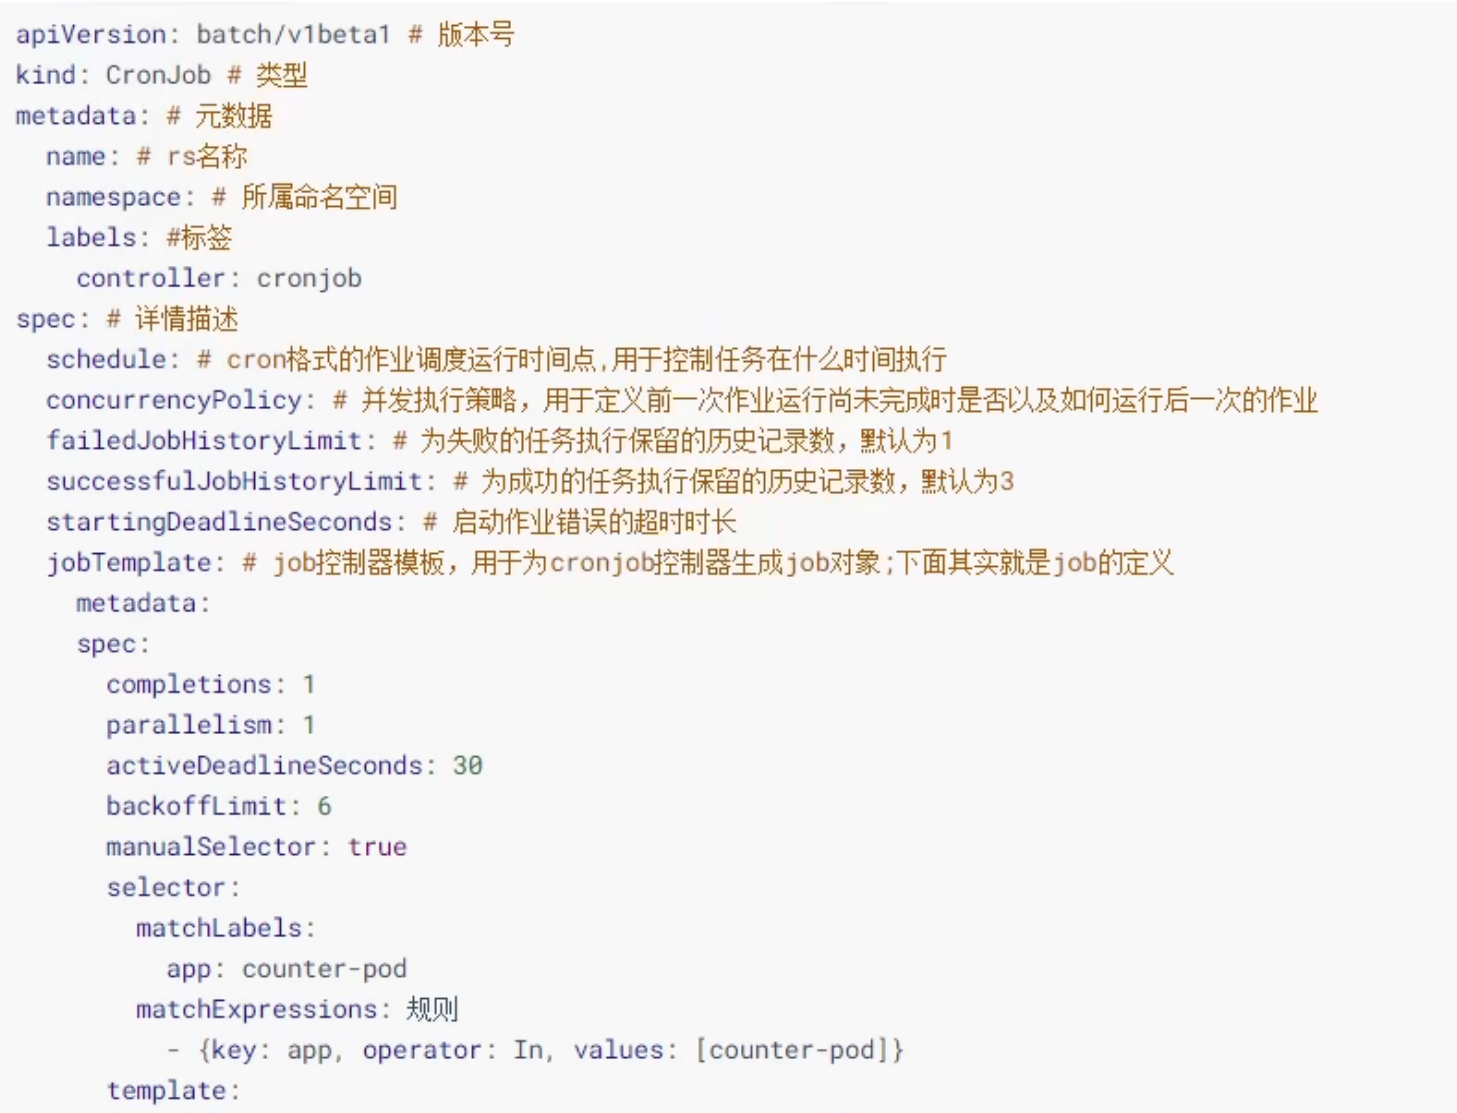 apiVersion: batch/v1beta1 # 版本号
kind: CronJob # 类型
metadata: # 元数据
  name: # rs名称
  namespace: # 所属命名空间
  labels: #标签
    controller: cronjob
spec: # 详情描述
  schedule: # cron格式的作业调度运行时间点,用于控制任务在什么时间执行
  concurrencyPolicy: # 并发执行策略，用于定义前一次作业运行尚未完成时是否以及如何运行后一次的作业
  failedJobHistoryLimit: # 为失败的任务执行保留的历史记录数，默认为1
  successfulJobHistoryLimit: # 为成功的任务执行保留的历史记录数，默认为3
  startingDeadlineSeconds: # 启动作业错误的超时时长
  jobTemplate: # job控制器模板，用于为cronjob控制器生成job对象;下面其实就是job的定义
    metadata:
    spec:
      completions: 1
      parallelism: 1
      activeDeadlineSeconds: 30
      backoffLimit: 6
      manualSelector: true
      selector:
        matchLabels:
          app: counter-pod
        matchExpressions: 规则
          - {key: app, operator: In, values: [counter-pod]}
      template: